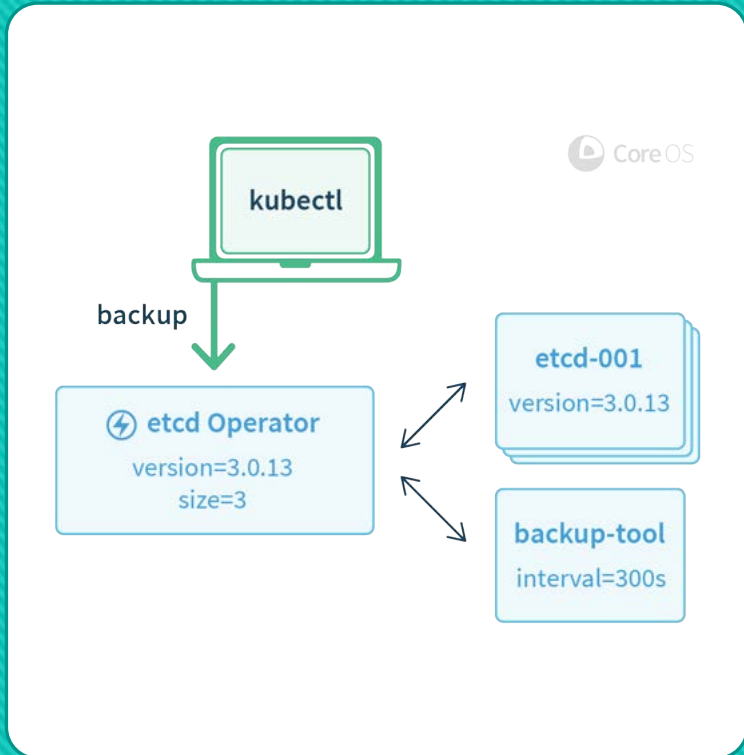 CoreOS
kubectl
backup
etcd Operator
version=3.0.13
size=3
etcd-001
version=3.0.13
backup-tool
interval=300s